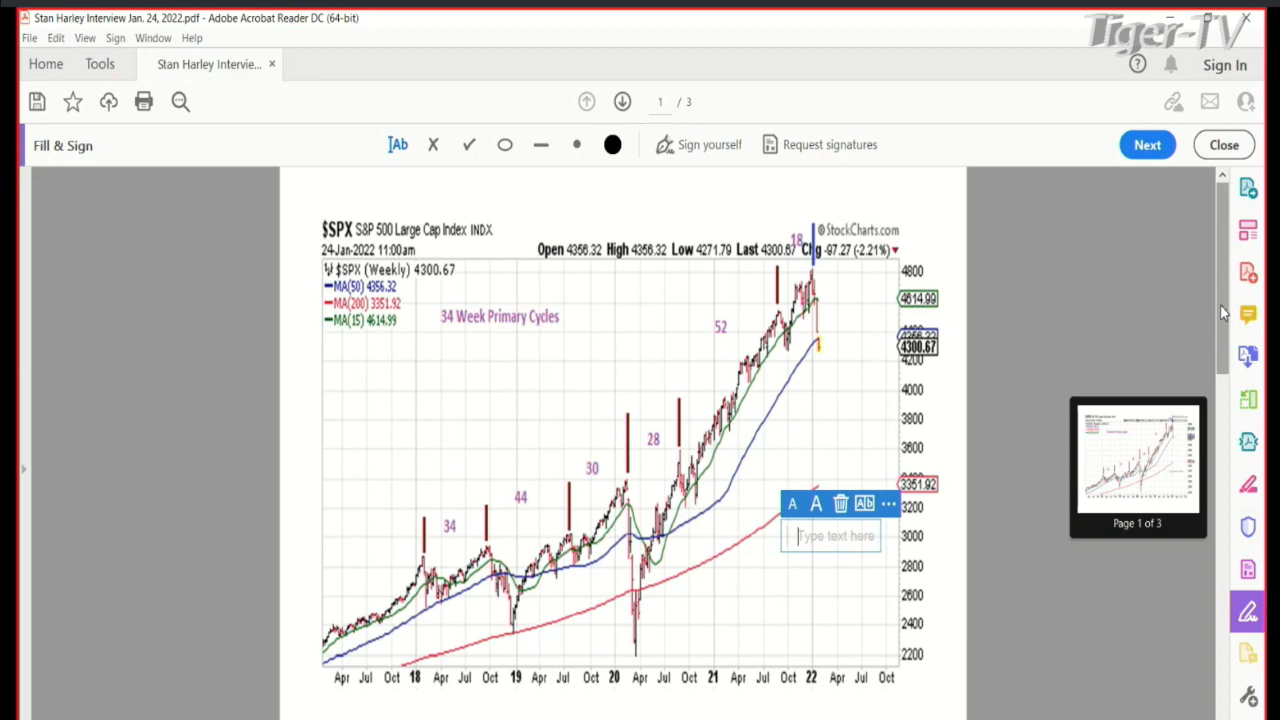 Stan Harley Interview Jan. 24, 2022.pdf - Adobe Acrobat Reader DC (64-bit)
Tiger-TV
File Edit View Sign Window Help
Home Tools Stan Harley Intervie... × Sign In
1 / 3
Fill & Sign
Ab Sign yourself Request signatures Next Close
$SPX S&P 500 Large Cap Index INDX
© StockCharts.com
24-Jan-2022 11:00am Open 4356.32 High 4356.32 Low 4271.79 Last 4300.67 Chg -97.27 (-2.21%)
18
$SPX (Weekly) 4300.67
MA(50) 4356.32
MA(200) 3351.92
MA(15) 4614.99
34 Week Primary Cycles
52
28
30
44
34
4800
4614.99
4300.67
4200
4000
3800
3600
3351.92
3200
3000
2800
2600
2400
2200
A A Ab ...
Type text here
Apr Jul Oct 18 Apr Jul Oct 19 Apr Jul Oct 20 Apr Jul Oct 21 Apr Jul Oct 22 Apr Jul Oct
Page 1 of 3